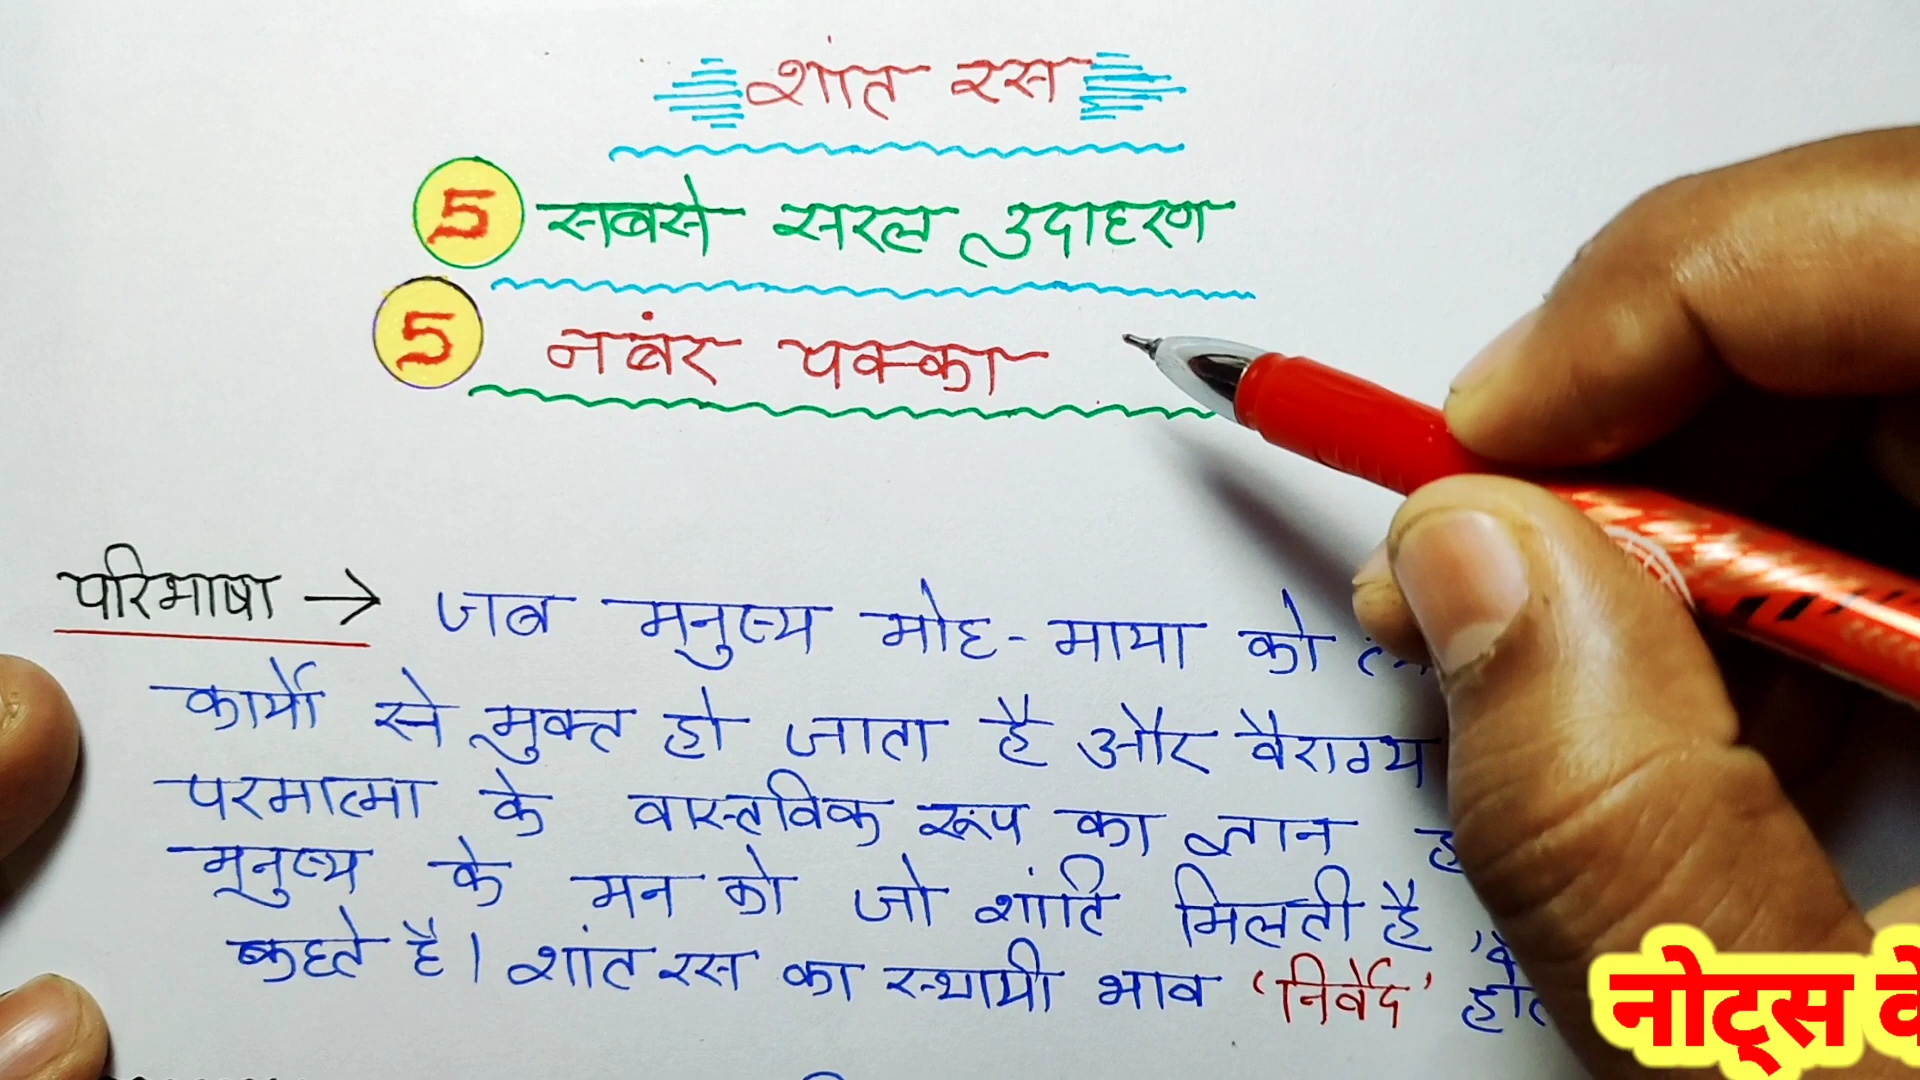 शांत रस
5 सबसे सरल उदाहरण
5 नबंर पक्का
परिभाषा → जब मनुष्य मोह-माया को
कार्यो से मुक्त हो जाता है और वैराग्य
परमात्मा के वास्तविक रूप का ज्ञान
मनुष्य के मन को जो शांति मिलती है
कहते है। शांत रस का स्थायी भाव 'निर्वेद'
नोट्स के